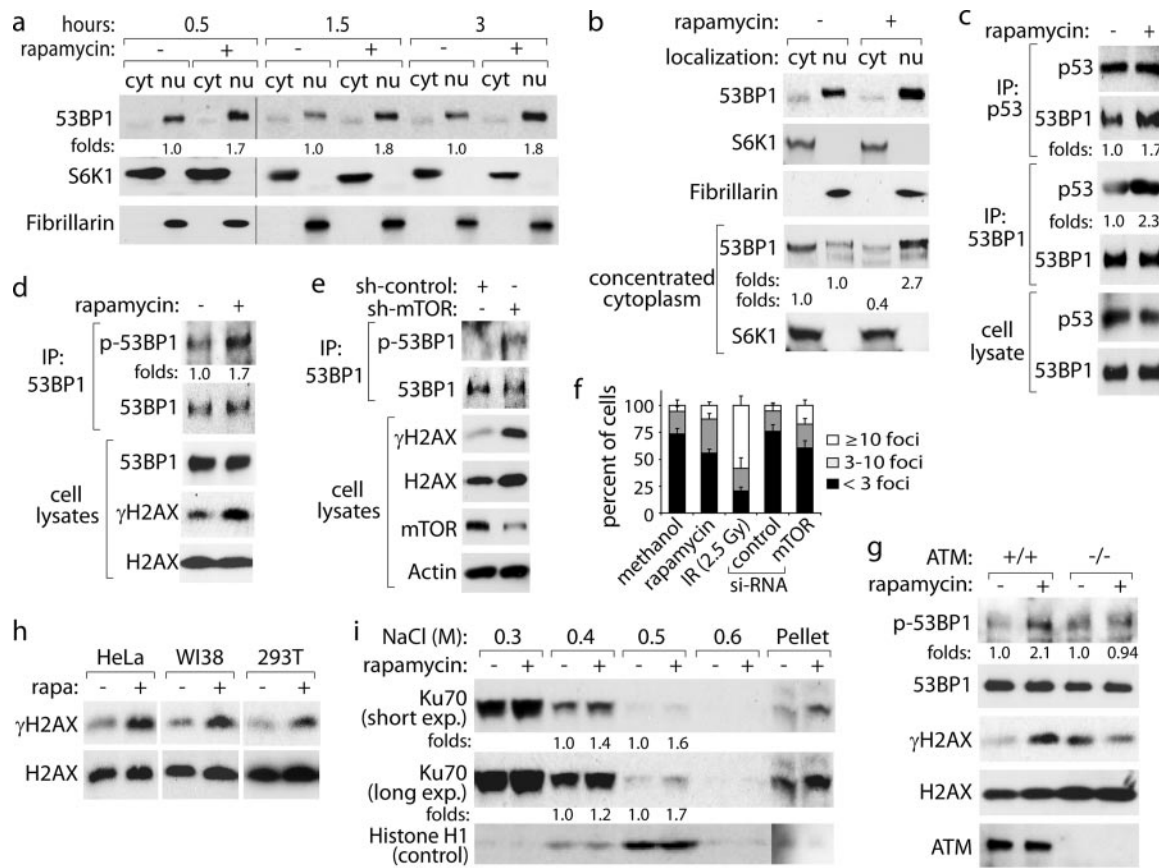 a
hours: 0.5 1.5 3
rapamycin: - + - + - +
cyt nu cyt nu cyt nu cyt nu cyt nu cyt nu
53BP1
folds: 1.0 1.7 1.0 1.8 1.0 1.8
S6K1
Fibrillarin
b
rapamycin: - +
localization: cyt nu cyt nu
53BP1
S6K1
Fibrillarin
concentrated cytoplasm
53BP1
folds: 1.0 2.7
folds: 1.0 0.4
S6K1
c
rapamycin: - +
IP: p53
p53
53BP1
folds: 1.0 1.7
IP: 53BP1
p53
folds: 1.0 2.3
53BP1
cell lysate
p53
53BP1
d
rapamycin: - +
IP: 53BP1
p-53BP1
folds: 1.0 1.7
53BP1
cell lysates
53BP1
γH2AX
H2AX
e
sh-control: + -
sh-mTOR: - +
IP: 53BP1
p-53BP1
53BP1
cell lysates
γH2AX
H2AX
mTOR
Actin
f
percent of cells
100
75
50
25
0
≥10 foci
3-10 foci
< 3 foci
methanol
rapamycin
IR (2.5 Gy)
control
mTOR
si-RNA
g
ATM: +/+ -/-
rapamycin: - + - +
p-53BP1
folds: 1.0 2.1 1.0 0.94
53BP1
γH2AX
H2AX
ATM
h
HeLa WI38 293T
rapa: - + - + - +
γH2AX
H2AX
i
NaCl (M): 0.3 0.4 0.5 0.6 Pellet
rapamycin: - + - + - + - + - +
Ku70
(short exp.)
folds: 1.0 1.4 1.0 1.6
Ku70
(long exp.)
folds: 1.0 1.2 1.0 1.7
Histone H1
(control)